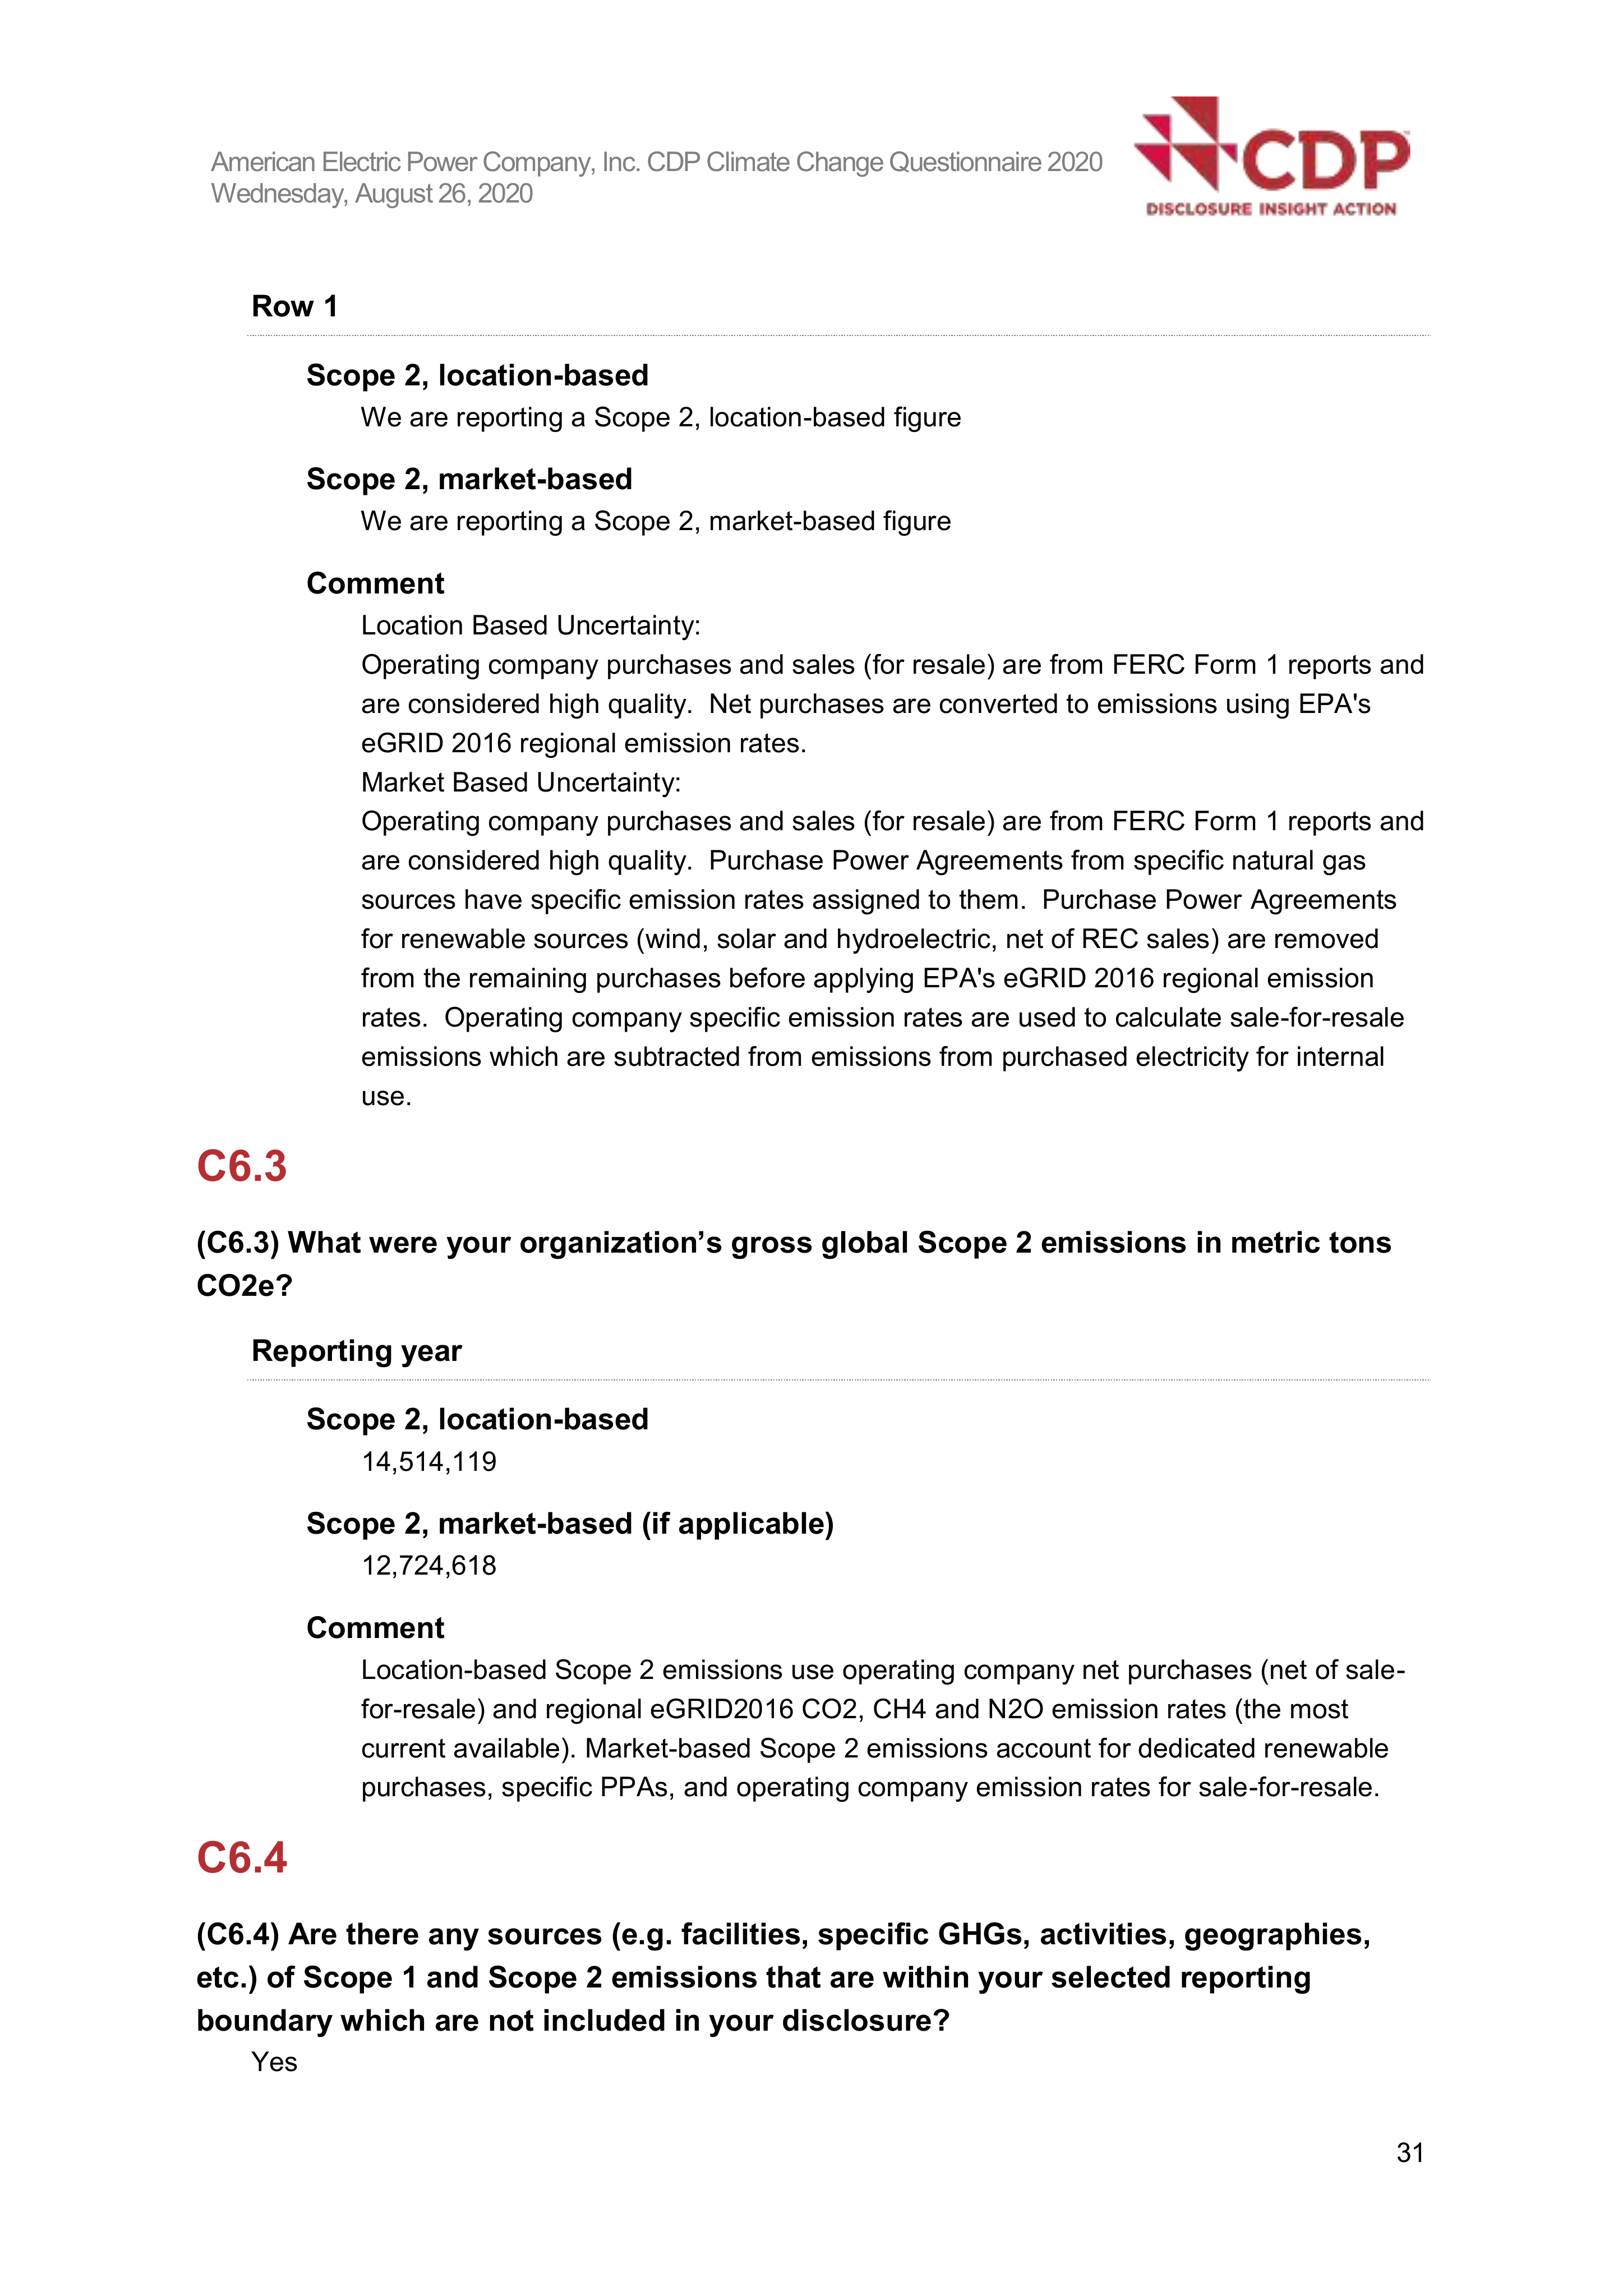 American Electric Power Company, Inc. CDP Climate Change Questionnaire 2020
Wednesday, August 26, 2020
CDP
DISCLOSURE INSIGHT ACTION
Row 1
Scope 2, location-based
We are reporting a Scope 2, location-based figure
Scope 2, market-based
We are reporting a Scope 2, market-based figure
Comment
Location Based Uncertainty:
Operating company purchases and sales (for resale) are from FERC Form 1 reports and
are considered high quality.  Net purchases are converted to emissions using EPA's
eGRID 2016 regional emission rates.
Market Based Uncertainty:
Operating company purchases and sales (for resale) are from FERC Form 1 reports and
are considered high quality.  Purchase Power Agreements from specific natural gas
sources have specific emission rates assigned to them.  Purchase Power Agreements
for renewable sources (wind, solar and hydroelectric, net of REC sales) are removed
from the remaining purchases before applying EPA's eGRID 2016 regional emission
rates.  Operating company specific emission rates are used to calculate sale-for-resale
emissions which are subtracted from emissions from purchased electricity for internal
use.
C6.3
(C6.3) What were your organization’s gross global Scope 2 emissions in metric tons
CO2e?
Reporting year
Scope 2, location-based
14,514,119
Scope 2, market-based (if applicable)
12,724,618
Comment
Location-based Scope 2 emissions use operating company net purchases (net of sale-
for-resale) and regional eGRID2016 CO2, CH4 and N2O emission rates (the most
current available). Market-based Scope 2 emissions account for dedicated renewable
purchases, specific PPAs, and operating company emission rates for sale-for-resale.
C6.4
(C6.4) Are there any sources (e.g. facilities, specific GHGs, activities, geographies,
etc.) of Scope 1 and Scope 2 emissions that are within your selected reporting
boundary which are not included in your disclosure?
Yes
31